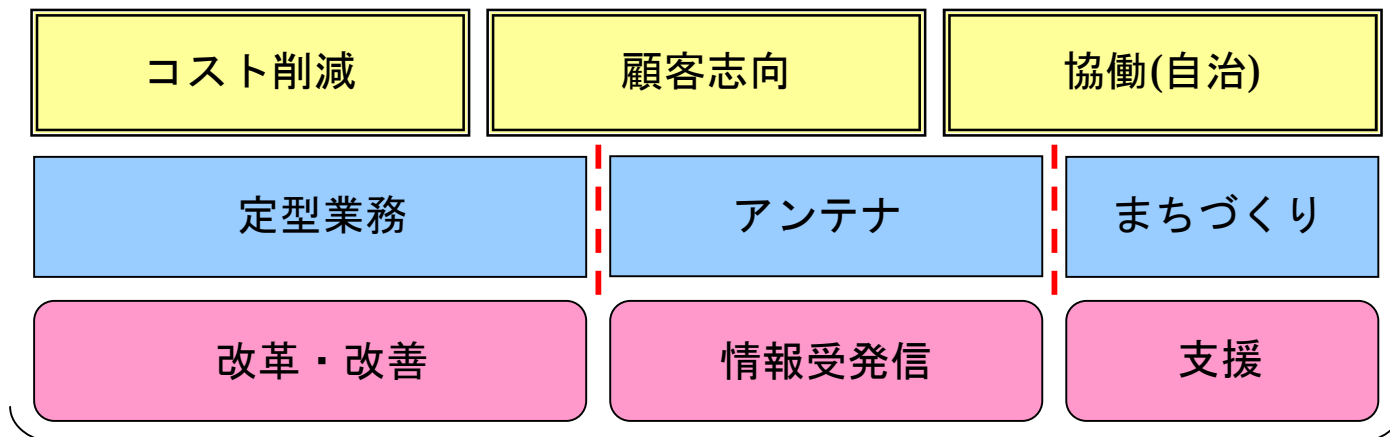 コスト削減
顧客志向
協働(自治)
定型業務
アンテナ
まちづくり
改革・改善
情報受発信
支援